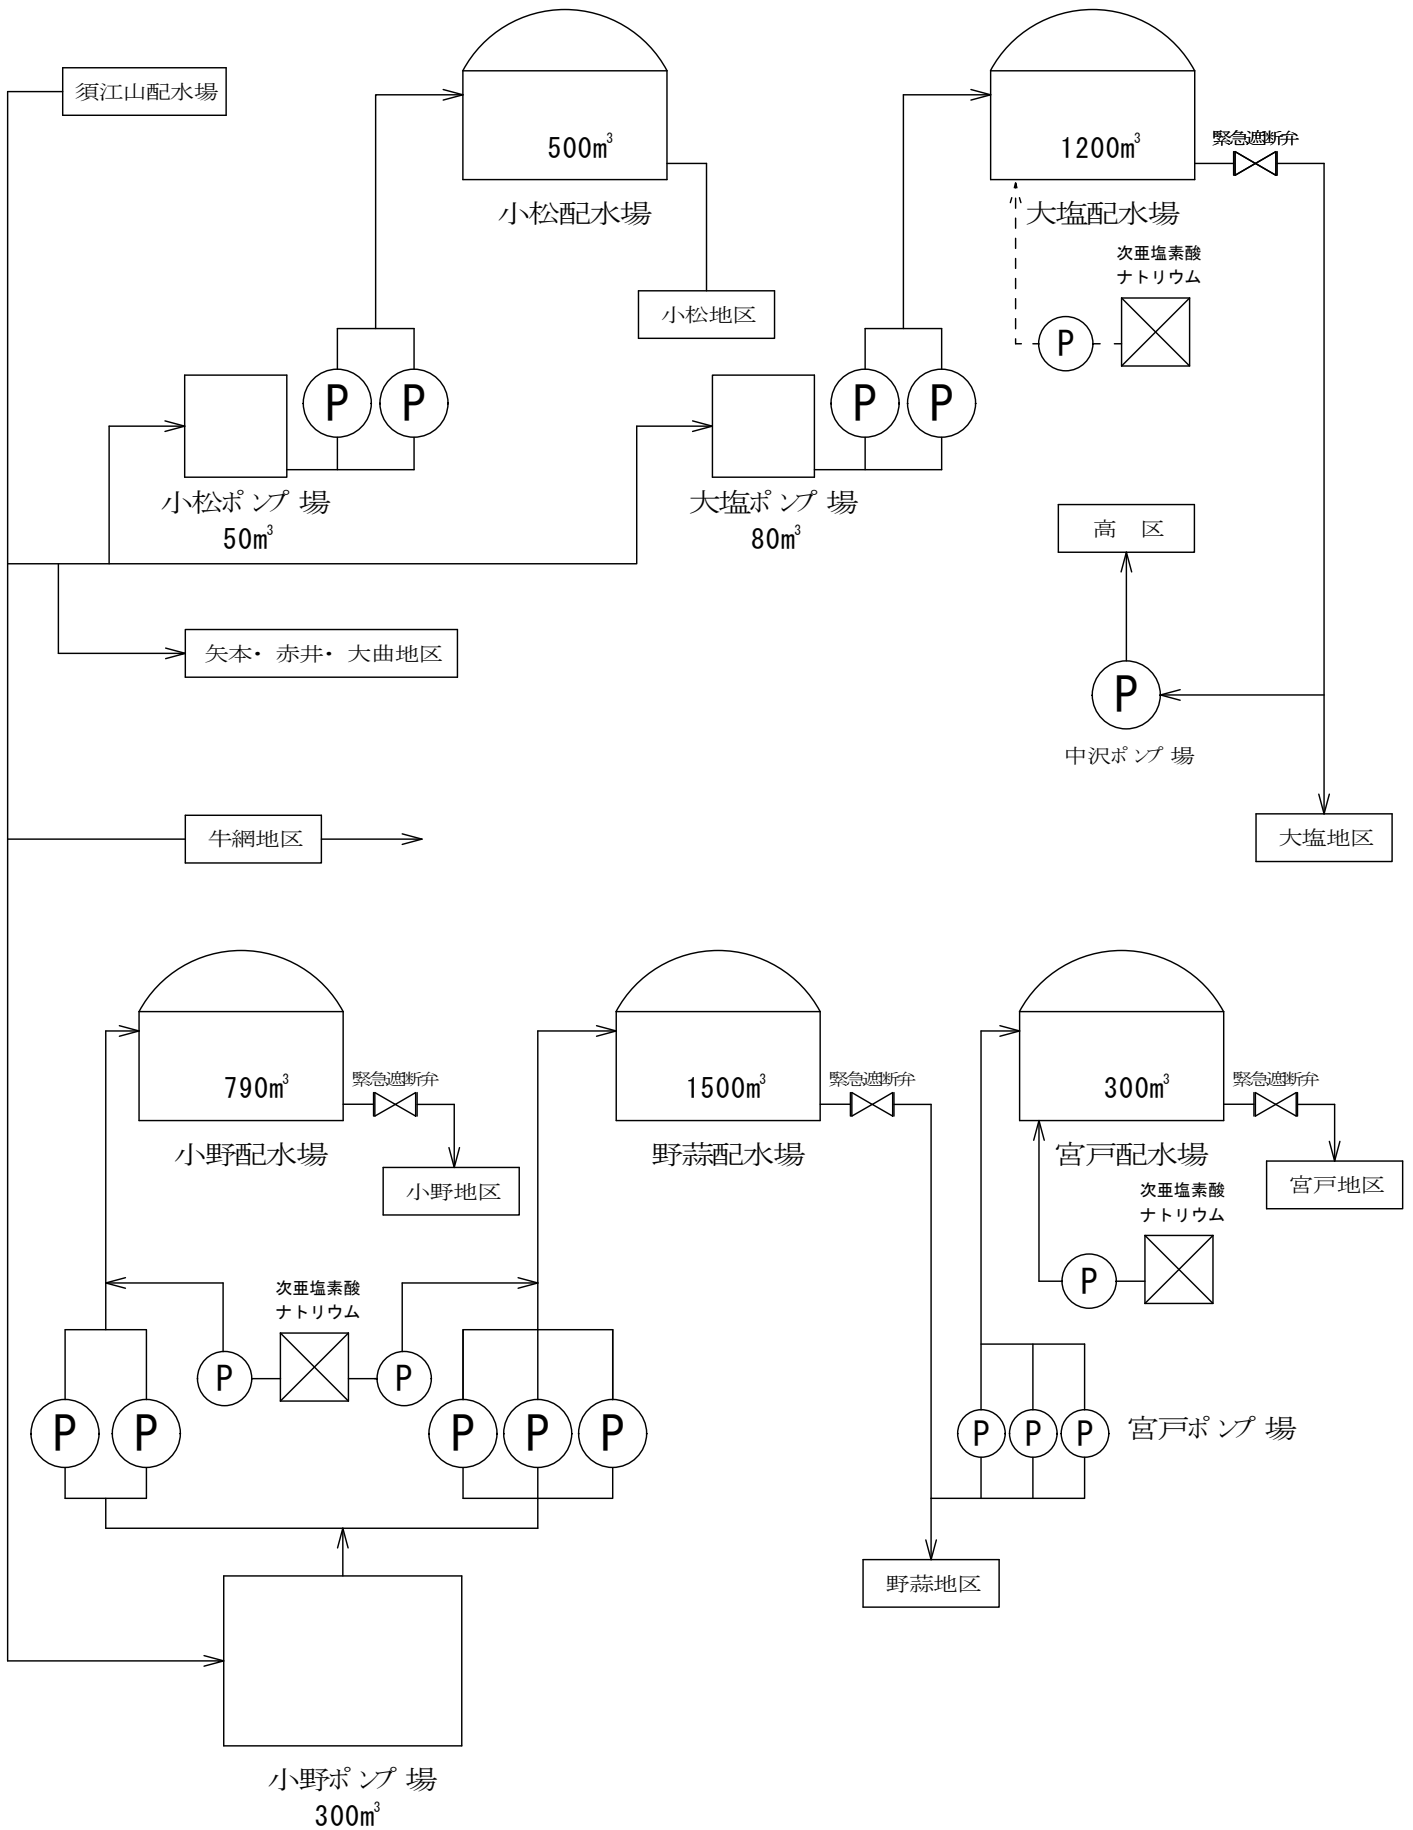 須江山配水場
500m³
小松配水場
小松地区
1200m³
緊急遮断弁
大塩配水場
次亜塩素酸
ナトリウム
P
P
P
P
P
小松ポンプ場
50m³
大塩ポンプ場
80m³
高 区
矢本・赤井・大曲地区
P
中沢ポンプ場
牛網地区
大塩地区
790m³
緊急遮断弁
小野配水場
小野地区
1500m³
緊急遮断弁
野蒜配水場
300m³
緊急遮断弁
宮戸配水場
宮戸地区
次亜塩素酸
ナトリウム
P
次亜塩素酸
ナトリウム
P
P
P
P
P
P
P
P
P
P
宮戸ポンプ場
野蒜地区
小野ポンプ場
300m³